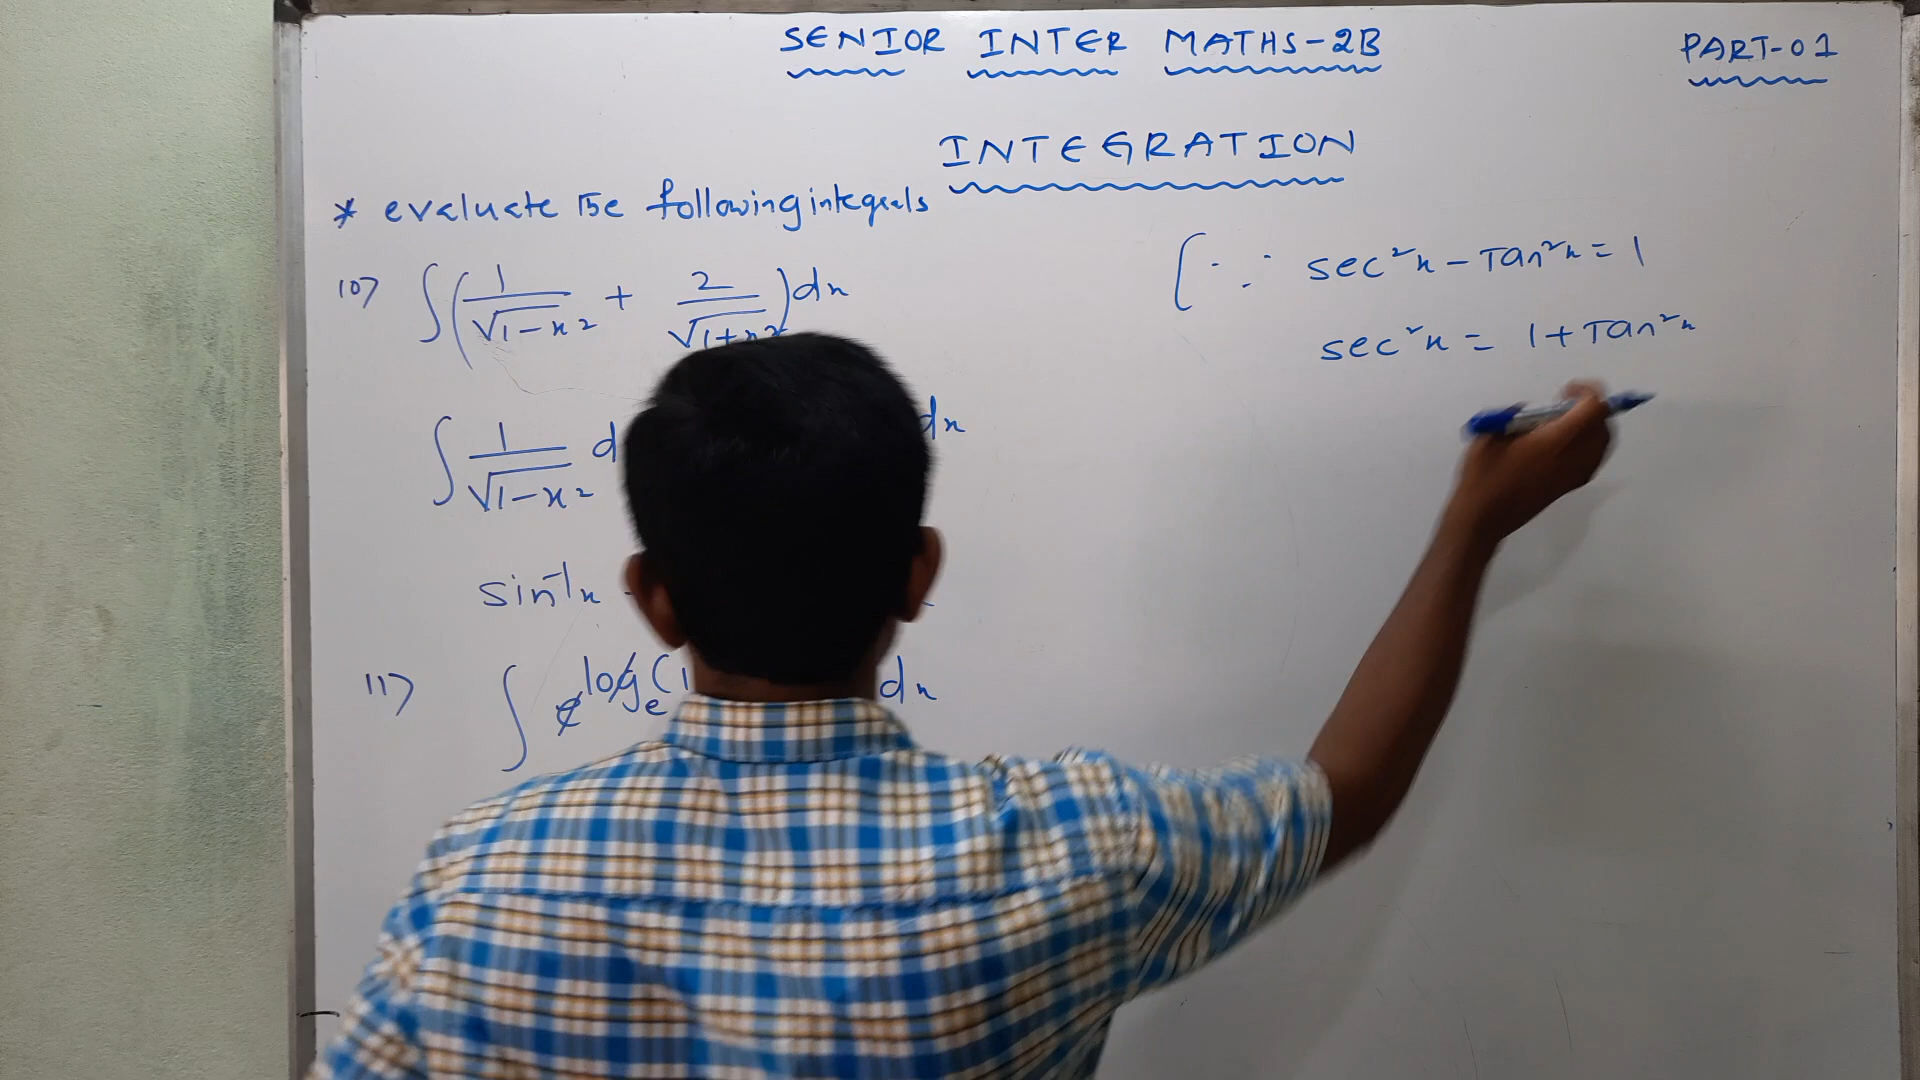 SENIOR INTER MATHS-2B
PART-01
INTEGRATION
* evaluate The following integrals
10) ∫(1/√1-x² + 2/√1+x²)dx
∫ 1/√1-x² d dx
sin⁻¹x
11) ∫ e^log_e(1 dx
[∵ sec²x - Tan²x = 1
sec²x = 1 + Tan²x